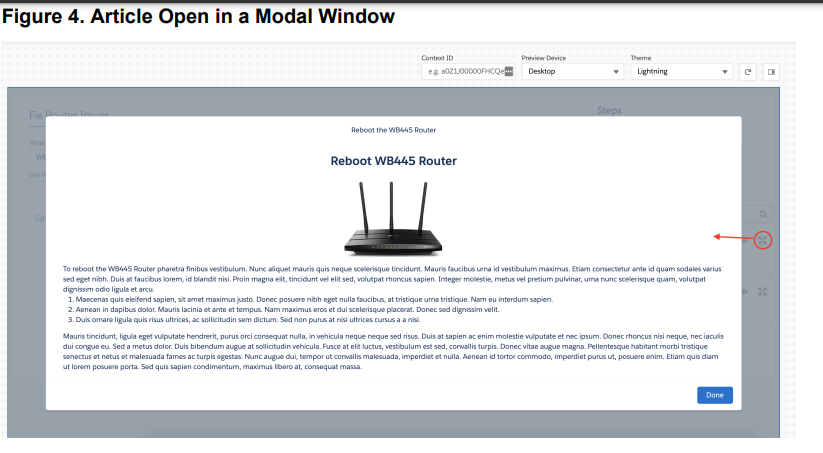 Figure 4. Article Open in a Modal Window
Context ID
Preview Device
Theme
e.g. a0Z1J00000FHCQe
Desktop
Lightning
Fix Router Issues
Steps
What
WB
Did
Sa
Reboot the WB445 Router
Reboot WB445 Router
To reboot the WB445 Router pharetra finibus vestibulum. Nunc aliquet mauris quis neque scelerisque tincidunt. Mauris faucibus urna id vestibulum maximus. Etiam consectetur ante id quam sodales varius
sed eget nibh. Duis at faucibus lorem, id blandit nisi. Proin magna elit, tincidunt vel elit sed, volutpat rhoncus sapien. Integer molestie, metus vel pretium pulvinar, urna nunc scelerisque quam, volutpat
dignissim odio ligula et arcu.
1. Maecenas quis eleifend sapien, sit amet maximus justo. Donec posuere nibh eget nulla faucibus, at tristique urna tristique. Nam eu interdum sapien.
2. Aenean in dapibus dolor. Mauris lacinia et ante et tempus. Nam maximus eros et dui scelerisque placerat. Donec sed dignissim velit.
3. Duis ornare ligula quis risus ultrices, ac sollicitudin sem dictum. Sed non purus at nisi ultrices cursus a a nisi.
Mauris tincidunt, ligula eget vulputate hendrerit, purus orci consequat nulla, in vehicula neque neque sed risus. Duis at sapien ac enim molestie vulputate et nec ipsum. Donec rhoncus nisi neque, nec iaculis
dui congue eu. Sed a metus dolor. Duis bibendum augue at sollicitudin vehicula. Fusce at elit luctus, vestibulum est sed, convallis turpis. Donec vitae augue magna. Pellentesque habitant morbi tristique
senectus et netus et malesuada fames ac turpis egestas. Nunc augue dui, tempor ut convallis malesuada, imperdiet et nulla. Aenean id tortor commodo, imperdiet purus ut, posuere enim. Etiam quis diam
ut lorem posuere porta. Sed quis sapien condimentum, maximus libero at, consequat massa.
Done